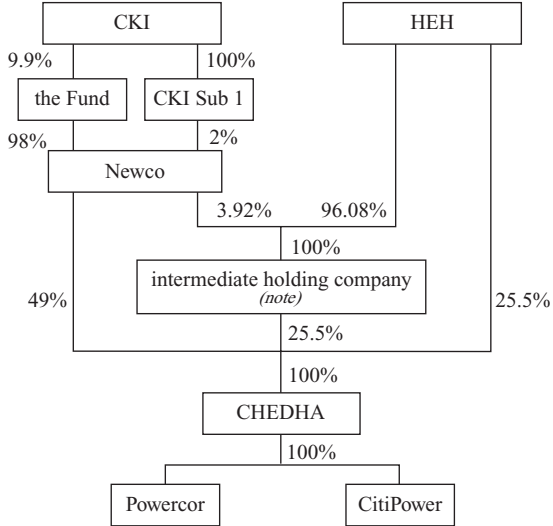 CKI
HEH
9.9%
100%
the Fund
CKI Sub 1
98%
2%
Newco
3.92%
96.08%
100%
intermediate holding company
(note)
49%
25.5%
25.5%
100%
CHEDHA
100%
Powercor
CitiPower